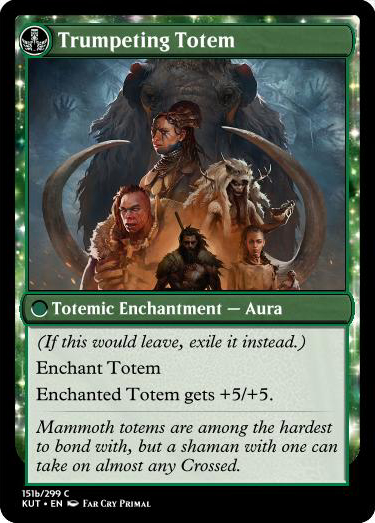 Trumpeting Totem
Totemic Enchantment — Aura
(If this would leave, exile it instead.)
Enchant Totem
Enchanted Totem gets +5/+5.
Mammoth totems are among the hardest
to bond with, but a shaman with one can
take on almost any Crossed.
151b/299 C
KUT • EN Far Cry Primal